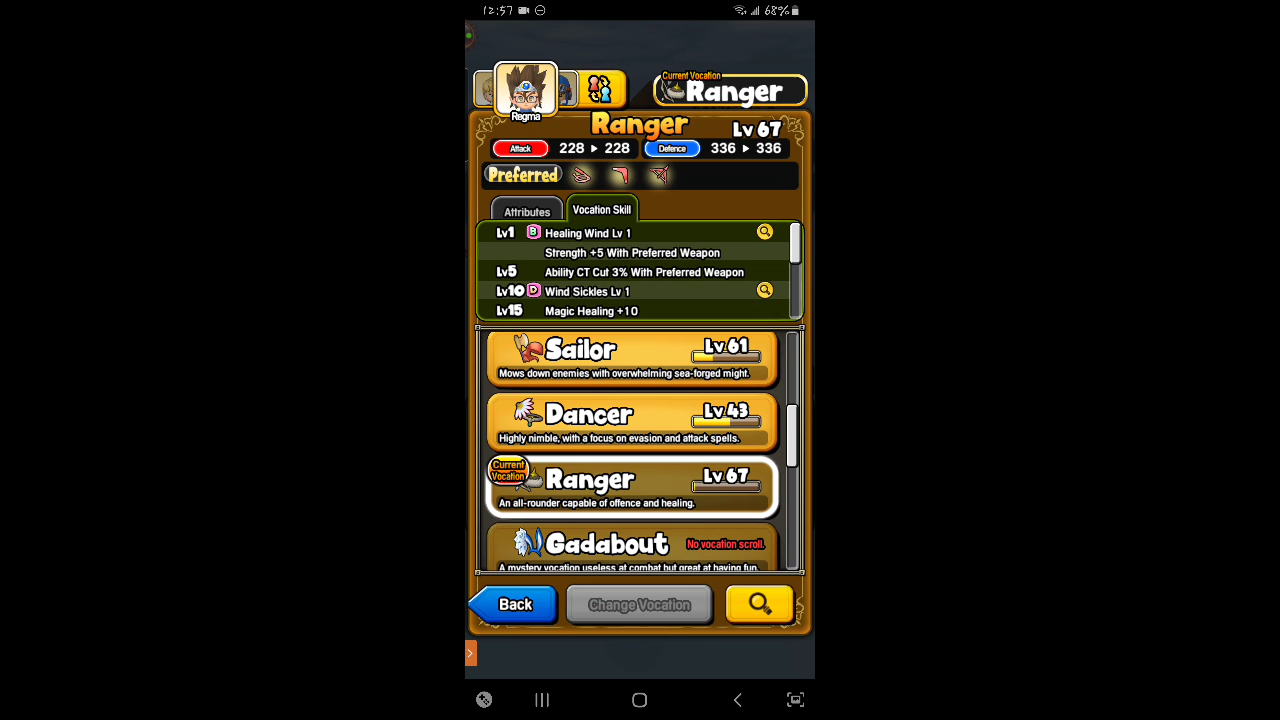 12:57
68%
Current Vocation
Ranger
Regma
Ranger
Lv 67
Attack 228 ▶ 228 Defence 336 ▶ 336
Preferred
Attributes Vocation Skill
Lv1 B Healing Wind Lv 1
Strength +5 With Preferred Weapon
Lv5 Ability CT Cut 3% With Preferred Weapon
Lv10 D Wind Sickles Lv 1
Lv15 Magic Healing +10
Sailor Lv 61
Mows down enemies with overwhelming sea-forged might.
Dancer Lv 43
Highly nimble, with a focus on evasion and attack spells.
Current
Vocation
Ranger Lv 67
An all-rounder capable of offence and healing.
Gadabout No vocation scroll.
A mystery vocation useless at combat but great at having fun.
Back Change Vocation